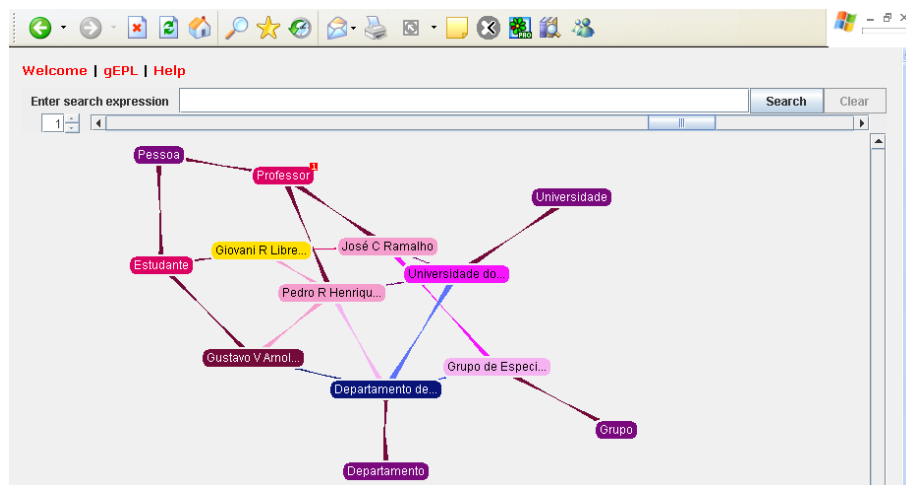 PRO
Welcome | gEPL | Help
Enter search expression
Search
Clear
1
Pessoa
Professor
1
Universidade
Giovani R Libre...
José C Ramalho
Estudante
Universidade do...
Pedro R Henriqu...
Gustavo V Arnol...
Grupo de Especi...
Departamento de...
Grupo
Departamento